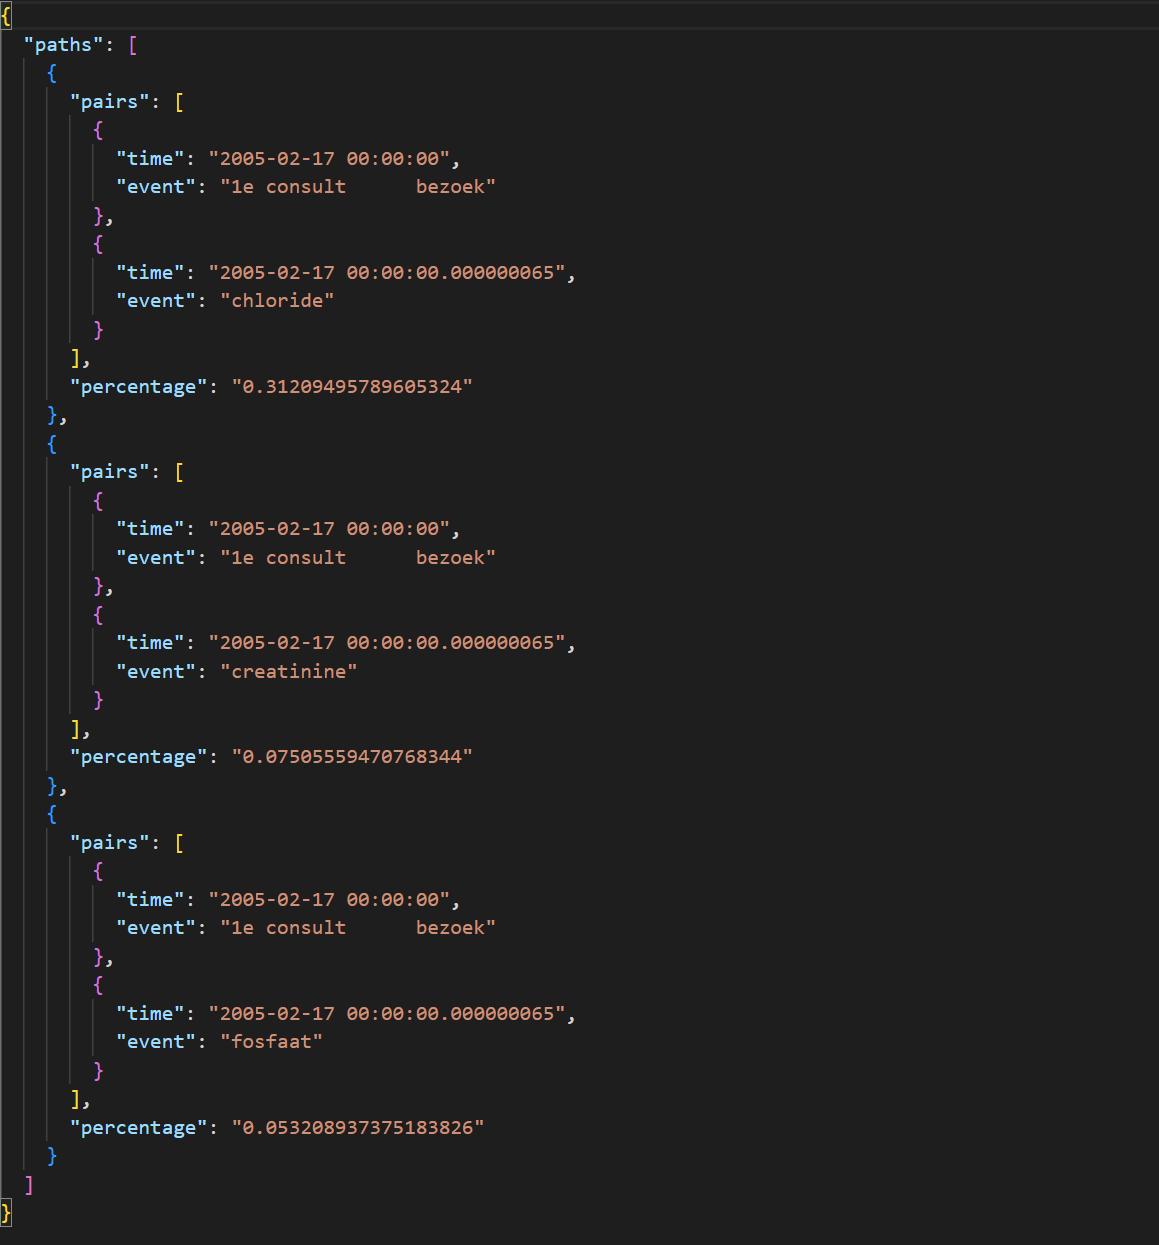 {
  "paths": [
    {
      "pairs": [
        {
          "time": "2005-02-17 00:00:00",
          "event": "1e consult      bezoek"
        },
        {
          "time": "2005-02-17 00:00:00.000000065",
          "event": "chloride"
        }
      ],
      "percentage": "0.31209495789605324"
    },
    {
      "pairs": [
        {
          "time": "2005-02-17 00:00:00",
          "event": "1e consult      bezoek"
        },
        {
          "time": "2005-02-17 00:00:00.000000065",
          "event": "creatinine"
        }
      ],
      "percentage": "0.07505559470768344"
    },
    {
      "pairs": [
        {
          "time": "2005-02-17 00:00:00",
          "event": "1e consult      bezoek"
        },
        {
          "time": "2005-02-17 00:00:00.000000065",
          "event": "fosfaat"
        }
      ],
      "percentage": "0.053208937375183826"
    }
  ]
}